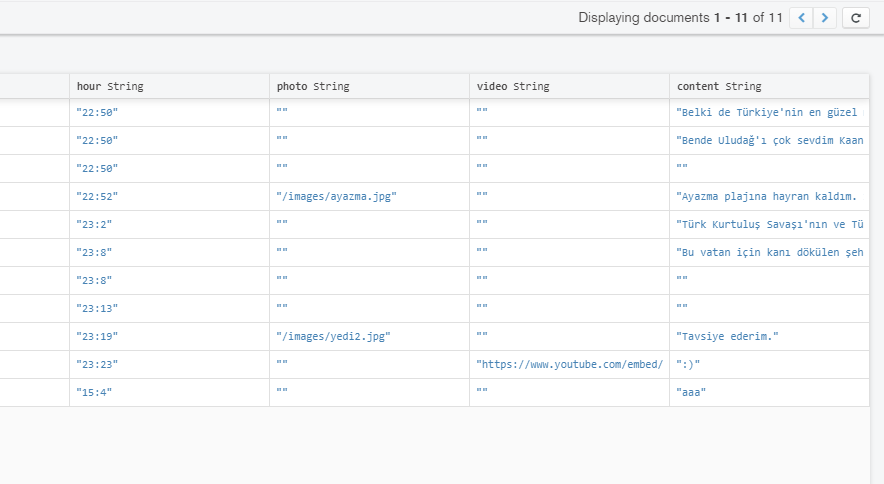 Displaying documents 1 - 11 of 11
hour String photo String video String content String
"22:50" "" "" "Belki de Türkiye'nin en güzel
"22:50" "" "" "Bende Uludağ'ı çok sevdim Kaan
"22:50" "" "" ""
"22:52" "/images/ayazma.jpg" "" "Ayazma plajına hayran kaldım.
"23:2" "" "" "Türk Kurtuluş Savaşı'nın ve Tü
"23:8" "" "" "Bu vatan için kanı dökülen şeh
"23:8" "" "" ""
"23:13" "" "" ""
"23:19" "/images/yedi2.jpg" "" "Tavsiye ederim."
"23:23" "" "https://www.youtube.com/embed/ ":)"
"15:4" "" "" "aaa"